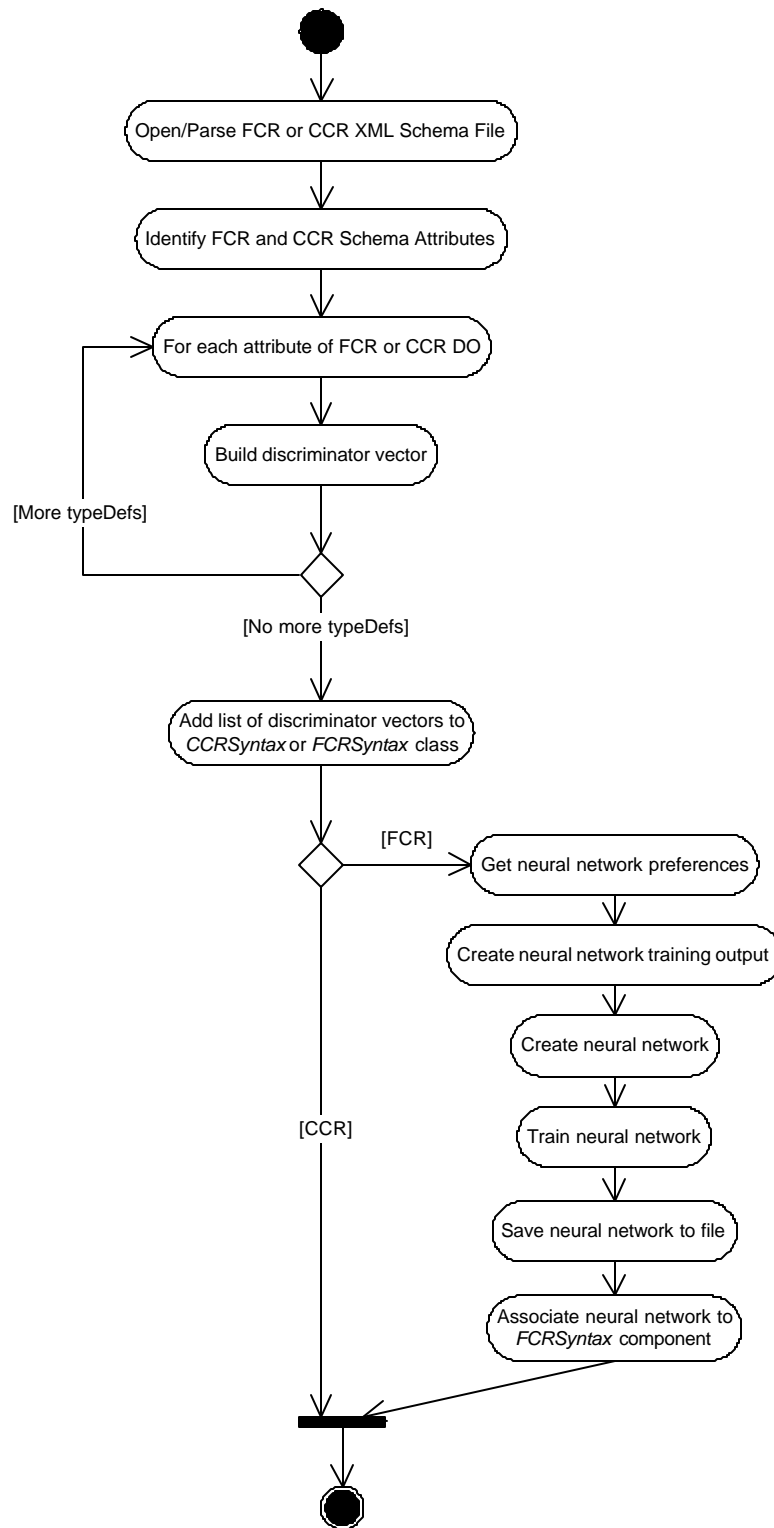 Open/Parse FCR or CCR XML Schema File
Identify FCR and CCR Schema Attributes
For each attribute of FCR or CCR DO
Build discriminator vector
[More typeDefs]
[No more typeDefs]
Add list of discriminator vectors to
CCRSyntax or FCRSyntax class
[FCR]
Get neural network preferences
Create neural network training output
Create neural network
[CCR]
Train neural network
Save neural network to file
Associate neural network to
FCRSyntax component